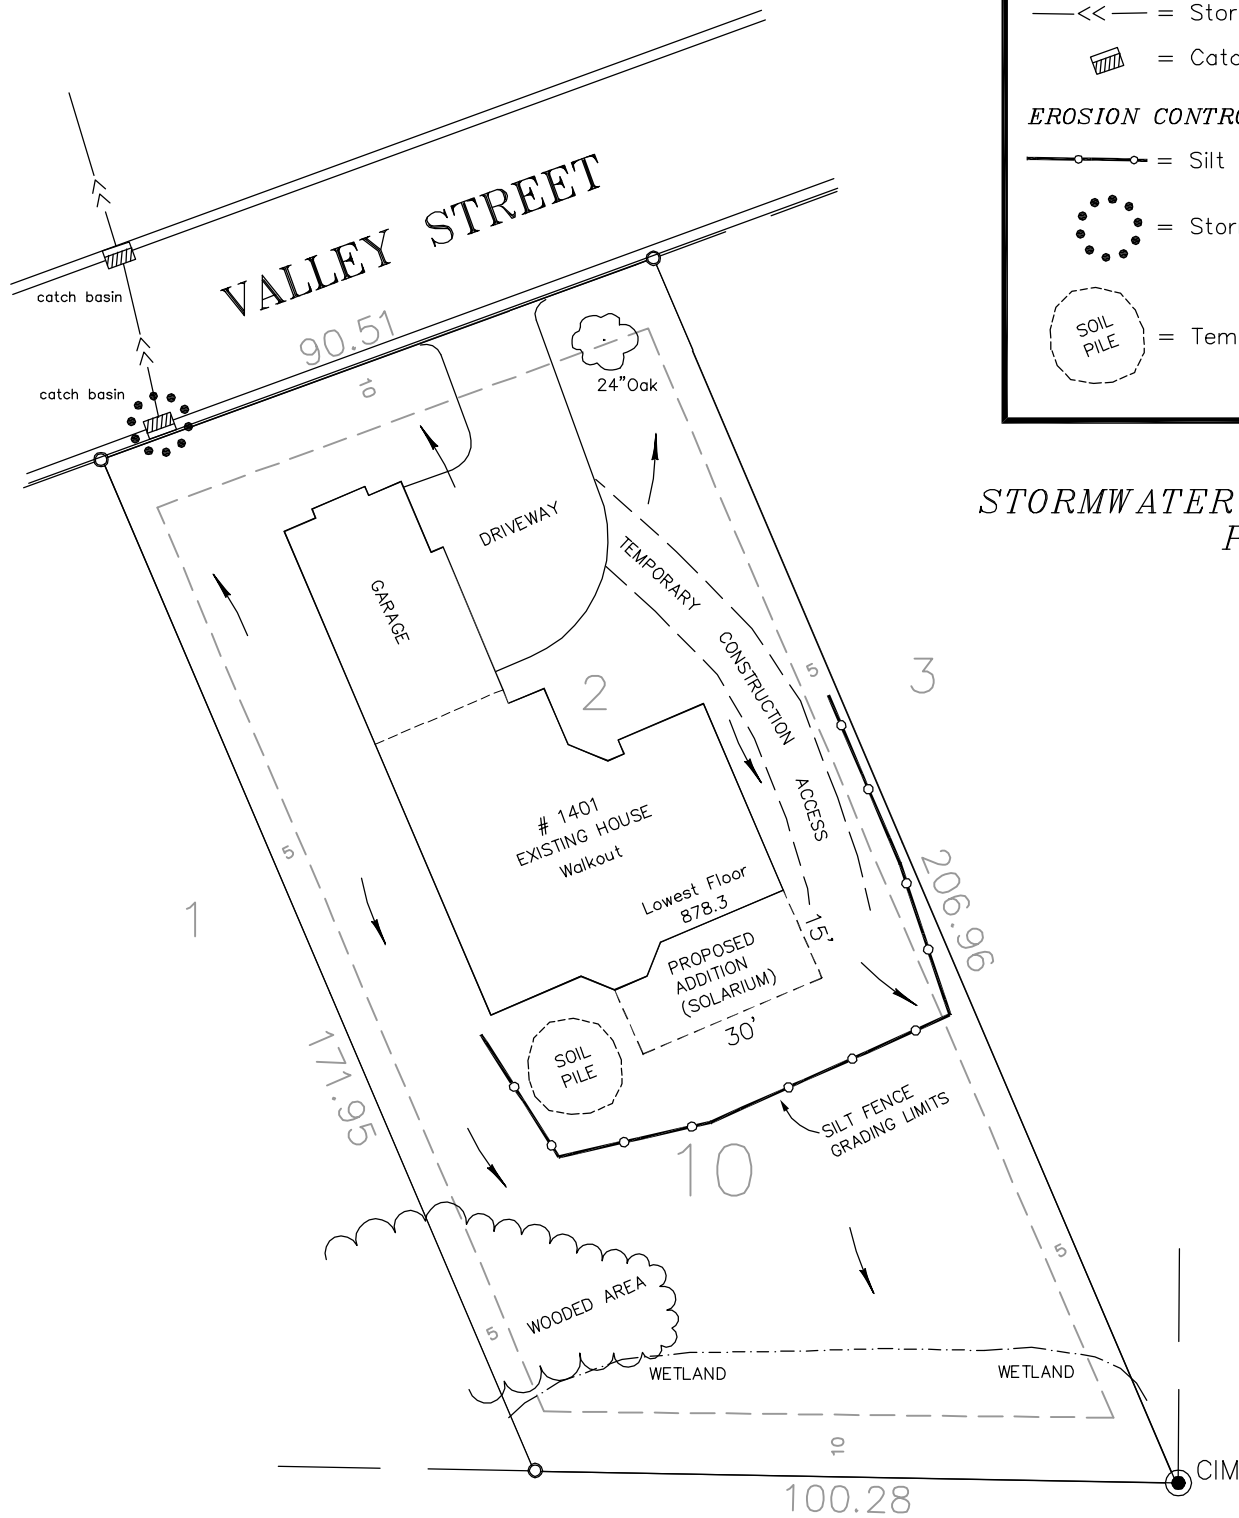 << = Stor
= Catc
EROSION CONTRO
= Silt
= Stor
SOIL
PILE
= Tem
STORMWATER
P
VALLEY STREET
catch basin
catch basin
90.51
10
24"Oak
DRIVEWAY
GARAGE
TEMPORARY
CONSTRUCTION
ACCESS
5
3
2
# 1401
EXISTING HOUSE
Walkout
Lowest Floor
878.3
5
1
206.96
15'
PROPOSED
ADDITION
(SOLARIUM)
30'
SOIL
PILE
171.95
SILT FENCE
GRADING LIMITS
10
5
WOODED AREA
5
WETLAND
WETLAND
10
CIM
100.28